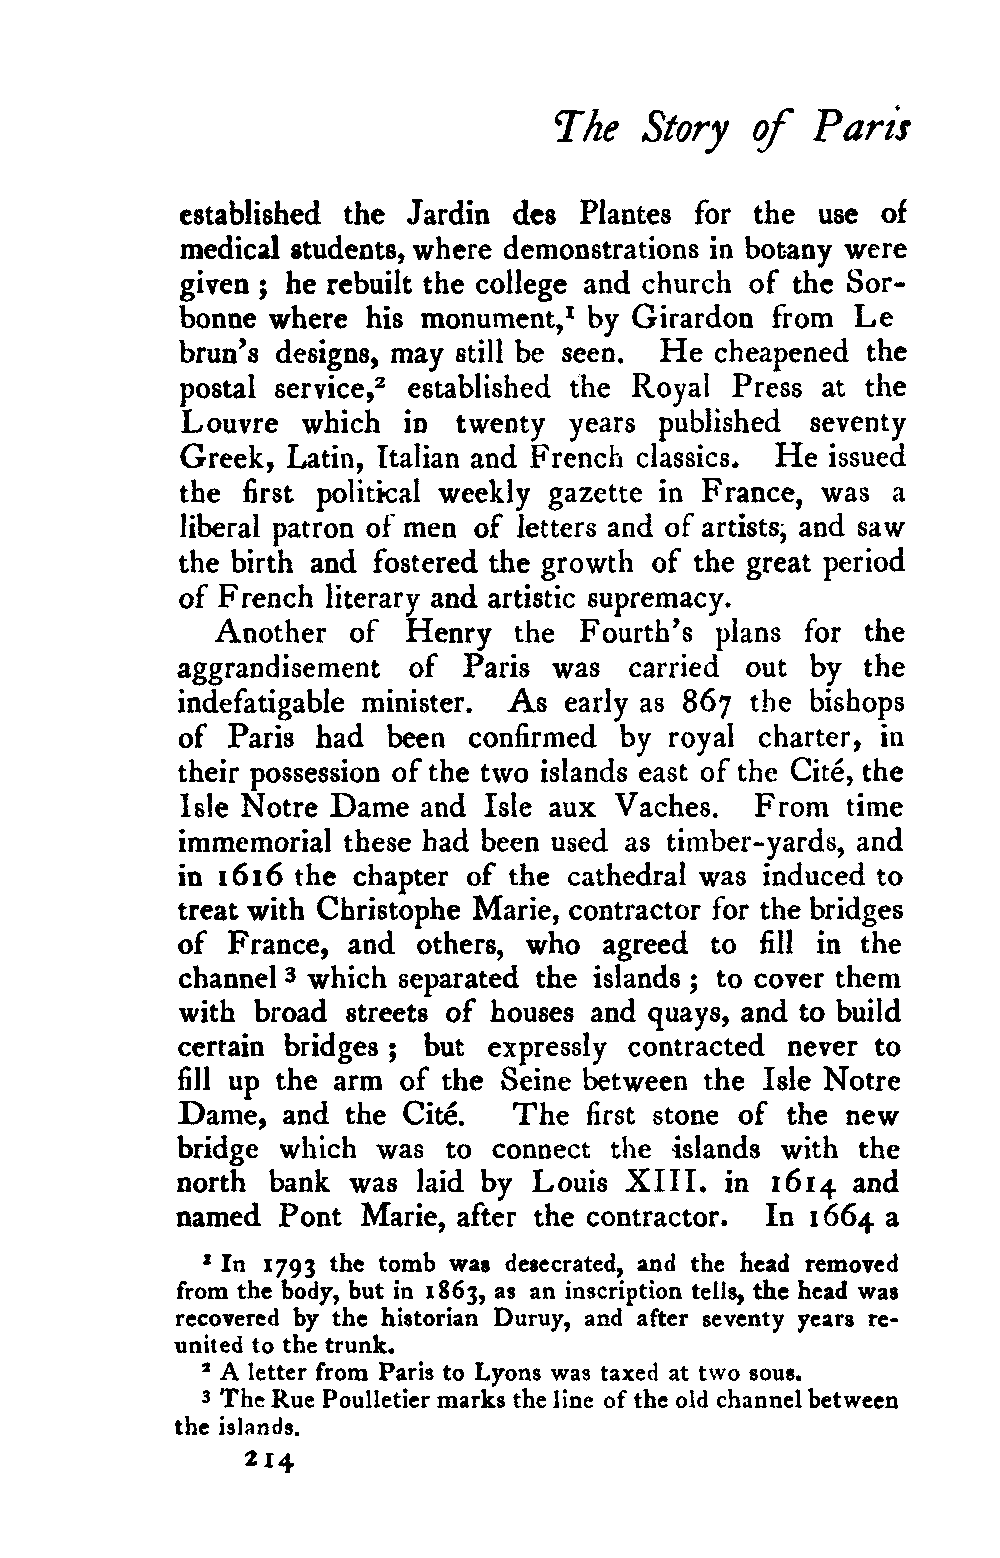 The Story of Paris
established the Jardin des Plantes for the use of
medical students, where demonstrations in botany were
given ; he rebuilt the college and church of the Sor-
bonne where his monument,¹ by Girardon from Le
brun's designs, may still be seen. He cheapened the
postal service,² established the Royal Press at the
Louvre which in twenty years published seventy
Greek, Latin, Italian and French classics. He issued
the first political weekly gazette in France, was a
liberal patron of men of letters and of artists, and saw
the birth and fostered the growth of the great period
of French literary and artistic supremacy.
Another of Henry the Fourth's plans for the
aggrandisement of Paris was carried out by the
indefatigable minister. As early as 867 the bishops
of Paris had been confirmed by royal charter, in
their possession of the two islands east of the Cité, the
Isle Notre Dame and Isle aux Vaches. From time
immemorial these had been used as timber-yards, and
in 1616 the chapter of the cathedral was induced to
treat with Christophe Marie, contractor for the bridges
of France, and others, who agreed to fill in the
channel ³ which separated the islands ; to cover them
with broad streets of houses and quays, and to build
certain bridges ; but expressly contracted never to
fill up the arm of the Seine between the Isle Notre
Dame, and the Cité. The first stone of the new
bridge which was to connect the islands with the
north bank was laid by Louis XIII. in 1614 and
named Pont Marie, after the contractor. In 1664 a
¹ In 1793 the tomb was desecrated, and the head removed
from the body, but in 1863, as an inscription tells, the head was
recovered by the historian Duruy, and after seventy years re-
united to the trunk.
² A letter from Paris to Lyons was taxed at two sous.
³ The Rue Poulletier marks the line of the old channel between
the islands.
214